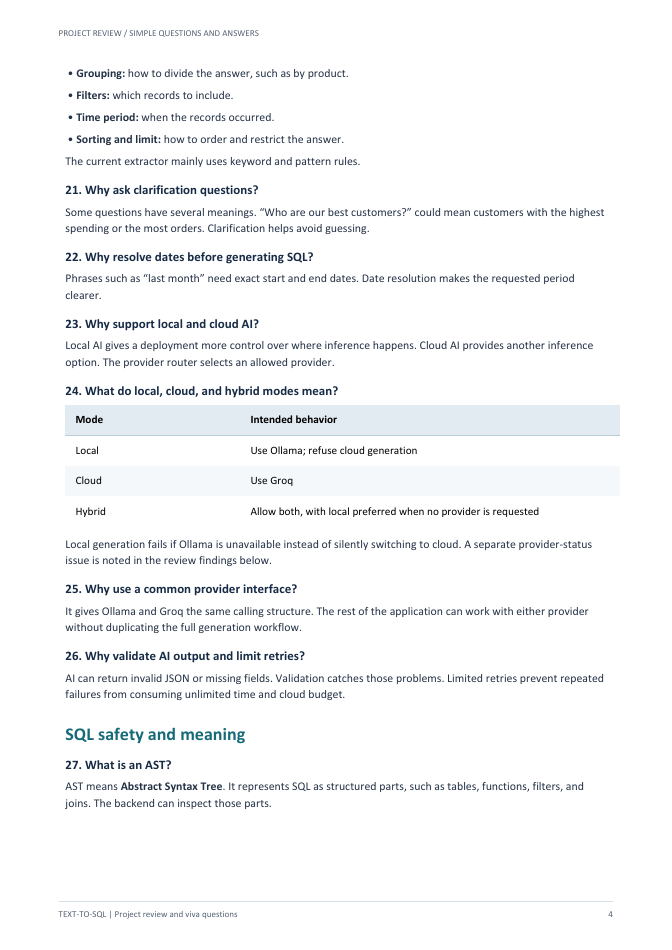 PROJECT REVIEW / SIMPLE QUESTIONS AND ANSWERS
• Grouping: how to divide the answer, such as by product.
• Filters: which records to include.
• Time period: when the records occurred.
• Sorting and limit: how to order and restrict the answer.
The current extractor mainly uses keyword and pattern rules.
21. Why ask clarification questions?
Some questions have several meanings. “Who are our best customers?” could mean customers with the highest
spending or the most orders. Clarification helps avoid guessing.
22. Why resolve dates before generating SQL?
Phrases such as “last month” need exact start and end dates. Date resolution makes the requested period
clearer.
23. Why support local and cloud AI?
Local AI gives a deployment more control over where inference happens. Cloud AI provides another inference
option. The provider router selects an allowed provider.
24. What do local, cloud, and hybrid modes mean?
Mode Intended behavior
Local Use Ollama; refuse cloud generation
Cloud Use Groq
Hybrid Allow both, with local preferred when no provider is requested
Local generation fails if Ollama is unavailable instead of silently switching to cloud. A separate provider-status
issue is noted in the review findings below.
25. Why use a common provider interface?
It gives Ollama and Groq the same calling structure. The rest of the application can work with either provider
without duplicating the full generation workflow.
26. Why validate AI output and limit retries?
AI can return invalid JSON or missing fields. Validation catches those problems. Limited retries prevent repeated
failures from consuming unlimited time and cloud budget.
SQL safety and meaning
27. What is an AST?
AST means Abstract Syntax Tree. It represents SQL as structured parts, such as tables, functions, filters, and
joins. The backend can inspect those parts.
TEXT-TO-SQL | Project review and viva questions 4